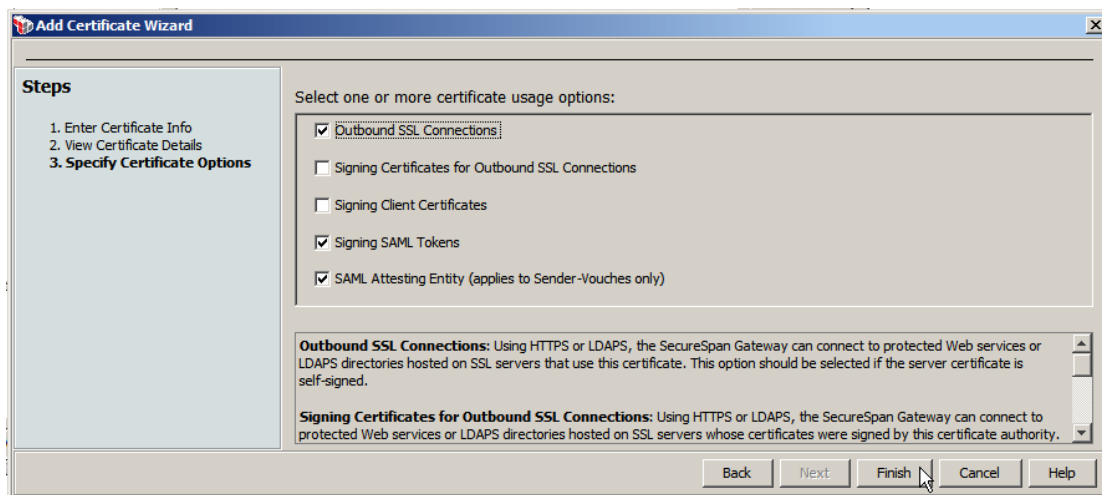 Add Certificate Wizard
Steps
1. Enter Certificate Info
2. View Certificate Details
3. Specify Certificate Options
Select one or more certificate usage options:
Outbound SSL Connections
Signing Certificates for Outbound SSL Connections
Signing Client Certificates
Signing SAML Tokens
SAML Attesting Entity (applies to Sender-Vouches only)
Outbound SSL Connections: Using HTTPS or LDAPS, the SecureSpan Gateway can connect to protected Web services or
LDAPS directories hosted on SSL servers that use this certificate. This option should be selected if the server certificate is
self-signed.
Signing Certificates for Outbound SSL Connections: Using HTTPS or LDAPS, the SecureSpan Gateway can connect to
protected Web services or LDAPS directories hosted on SSL servers whose certificates were signed by this certificate authority.
Back Next Finish Cancel Help